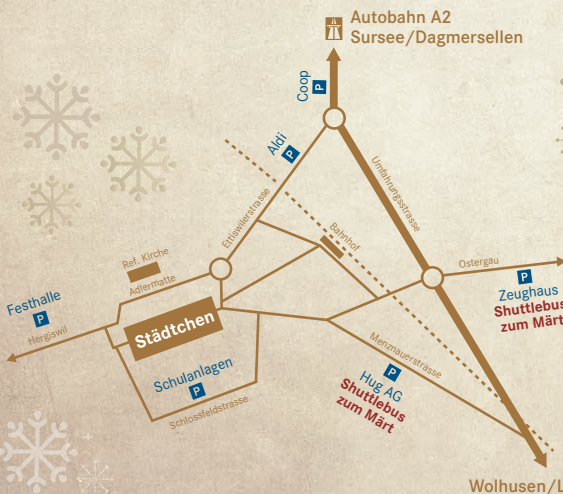 Autobahn A2
Sursee/Dagmersellen
Coop
P
Aldi
P
Umfahrungsstrasse
Ettiswilerstrasse
Bahnhof
Ref. Kirche
Adlermatte
Ostergau
P
Zeughaus
Shuttlebus
zum Märt
Festhalle
P
Hergiswil
Städtchen
Menznauerstrasse
Schulanlagen
P
P
Hug AG
Shuttlebus
zum Märt
Schlossfeldstrasse
Wolhusen/L